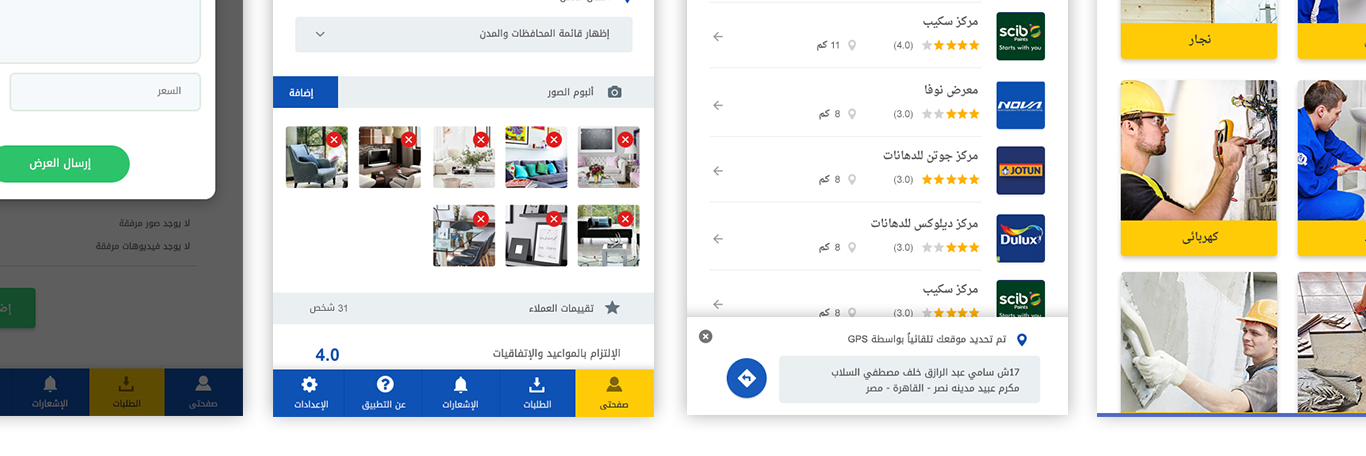 السعر
إرسال العرض
لا يوجد صور مرفقة
لا يوجد فيديوهات مرفقة
صفحتى
الطلبات
الإشعارات
إظهار قائمة المحافظات والمدن
ألبوم الصور
إضافة
تقييمات العملاء
31 شخص
الإلتزام بالمواعيد والإتفاقيات
4.0
صفحتى
الطلبات
الإشعارات
عن التطبيق
الإعدادات
scib
Paints
Starts with you
مركز سكيب
(4.0)
11 كم
NOVA
معرض نوفا
(3.0)
8 كم
JOTUN
مركز جوتن للدهانات
(3.0)
8 كم
Dulux
مركز ديلوكس للدهانات
(3.0)
8 كم
scib
Paints
Starts with you
مركز سكيب
(3.0)
8 كم
تم تحديد موقعك تلقائياً بواسطة GPS
17ش سامي عبد الرازق خلف مصطفي السلاب
مكرم عبيد مدينه نصر - القاهرة - مصر
نجار
كهربائى